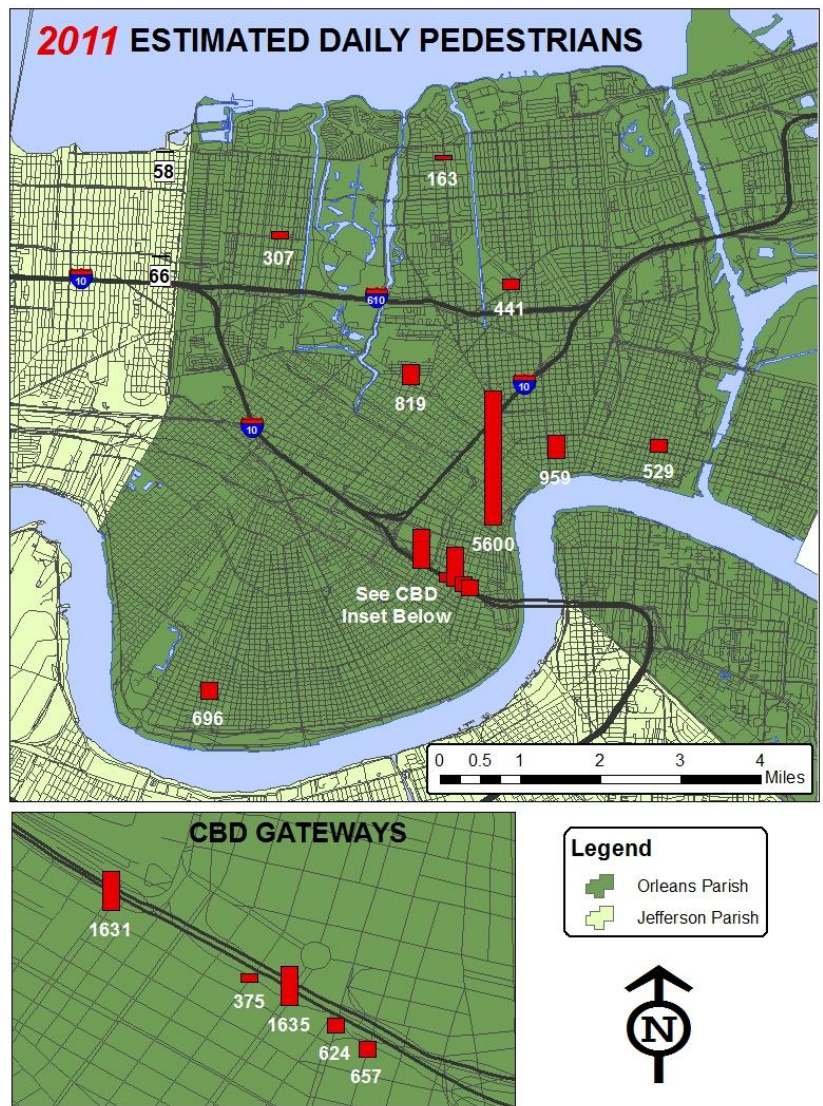 2011 ESTIMATED DAILY PEDESTRIANS
58
163
307
66
10
610
441
10
819
10
959
529
5600
See CBD
Inset Below
696
0 0.5 1 2 3 4
Miles
CBD GATEWAYS
1631
375
1635
624
657
Legend
Orleans Parish
Jefferson Parish
N